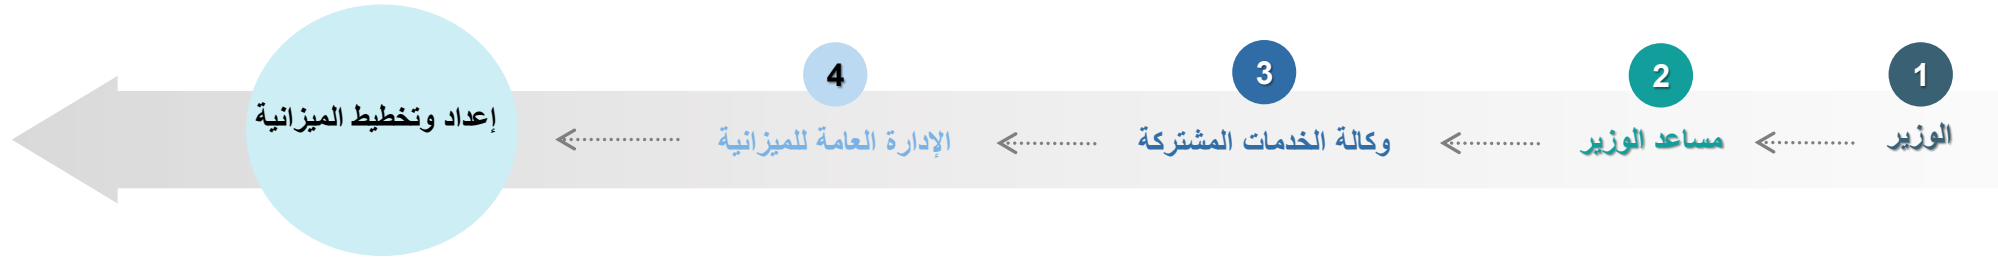 1
الوزير
2
مساعد الوزير
3
وكالة الخدمات المشتركة
4
الإدارة العامة للميزانية
إعداد وتخطيط الميزانية